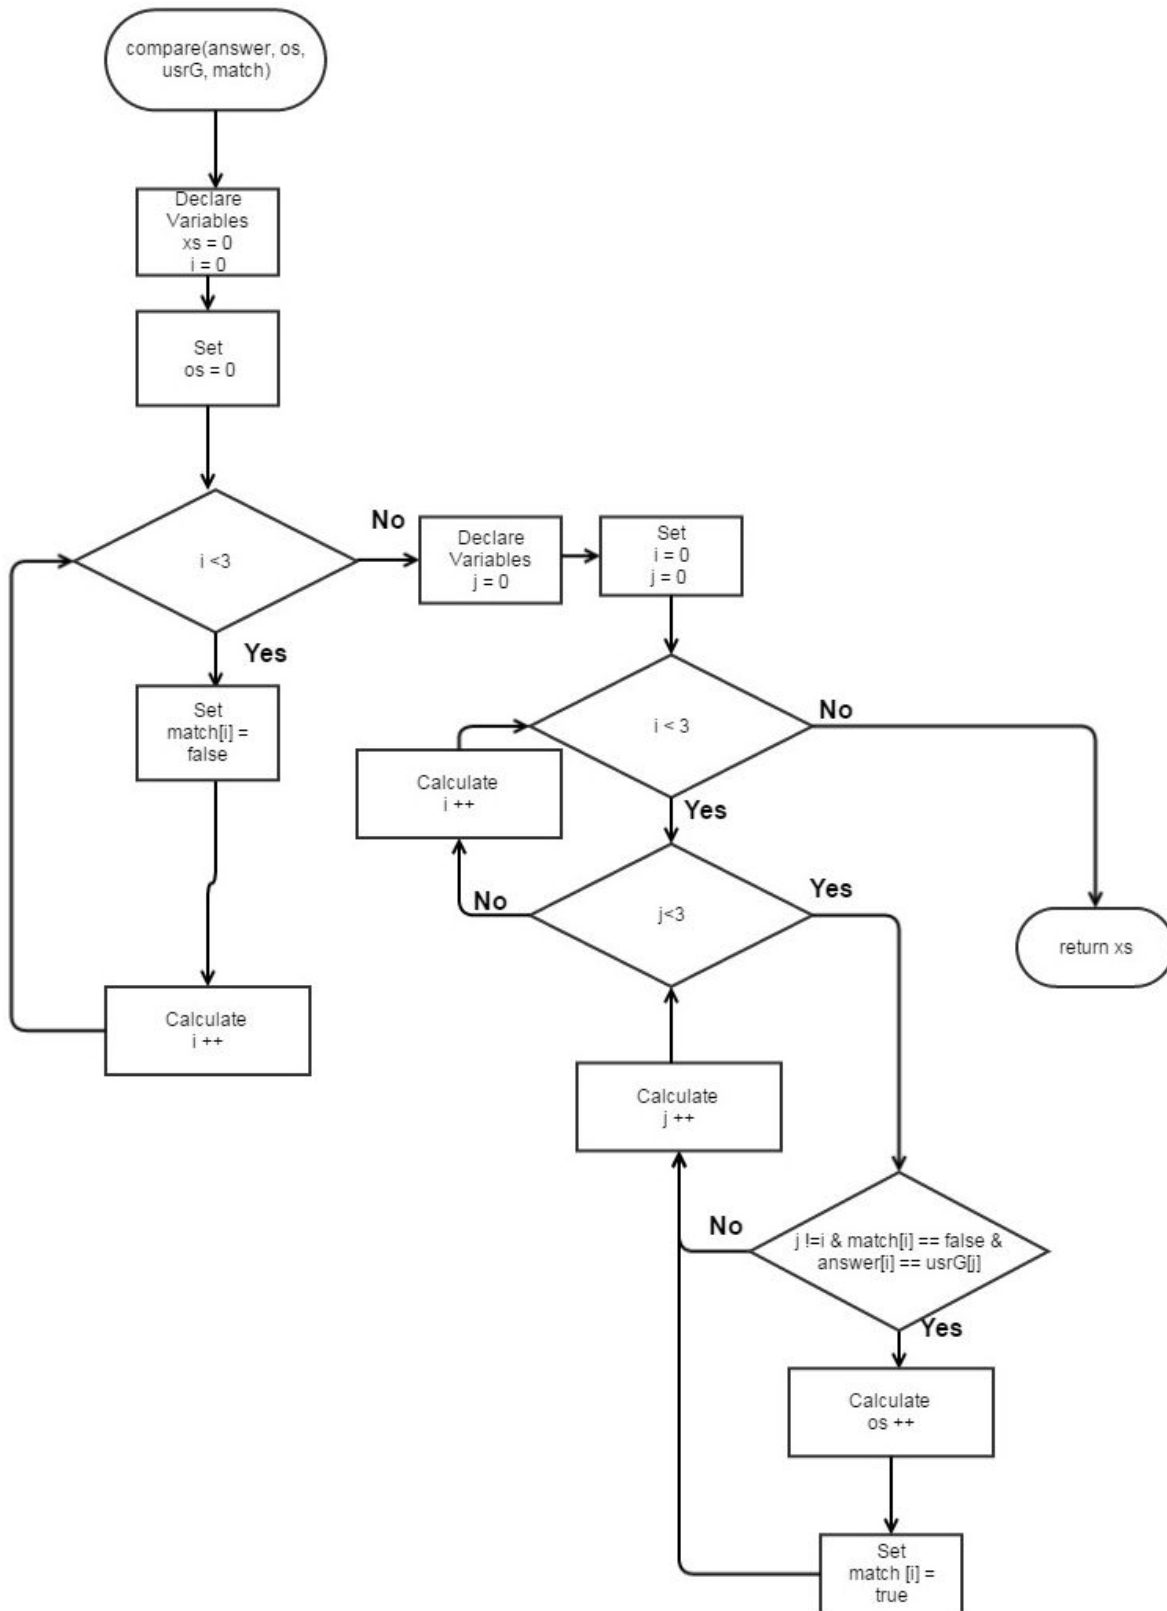 compare(answer, os,
usrG, match)
Declare
Variables
xs = 0
i = 0
Set
os = 0
i <3
No
Yes
Set
match[i] =
false
Calculate
i ++
Declare
Variables
j = 0
Set
i = 0
j = 0
i < 3
No
Yes
Calculate
i ++
j<3
No
Yes
return xs
Calculate
j ++
j !=i & match[i] == false &
answer[i] == usrG[j]
No
Yes
Calculate
os ++
Set
match [i] =
true